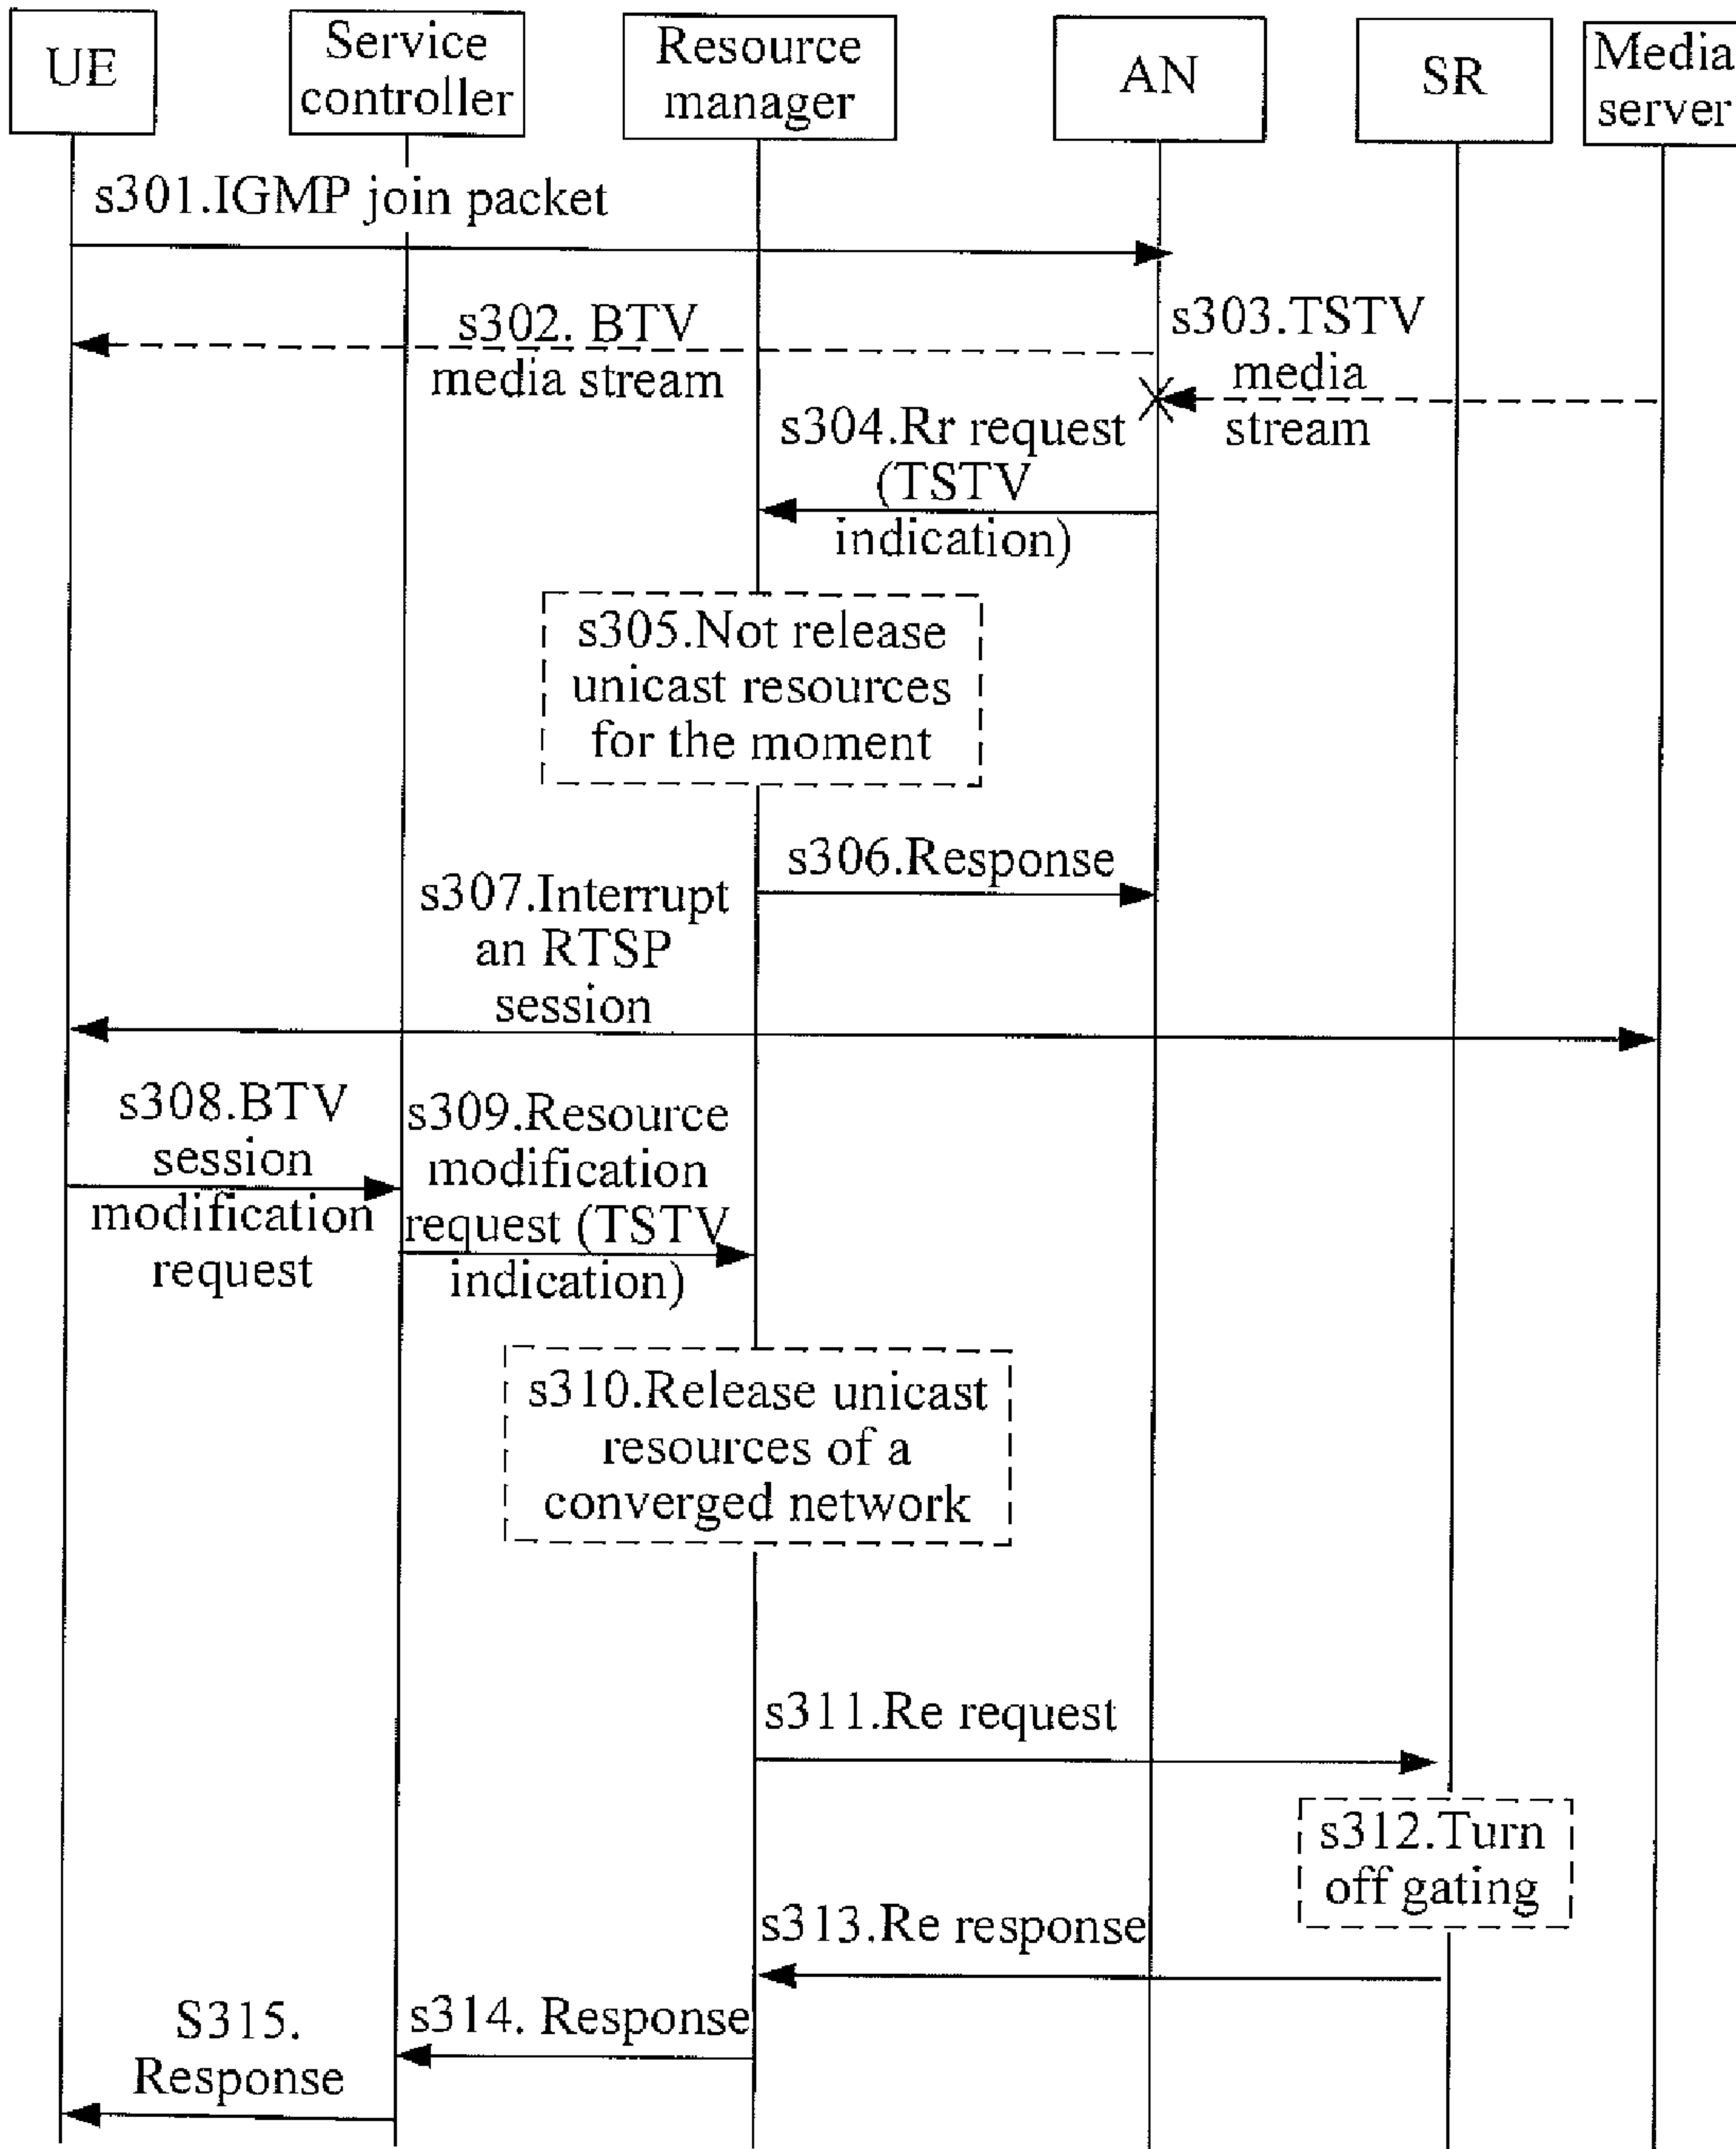 UE
Service
controller
Resource
manager
AN
SR
Media
server
s301.IGMP join packet
s302. BTV
media stream
s303.TSTV
media
stream
s304.Rr request
(TSTV
indication)
s305.Not release
unicast resources
for the moment
s306.Response
s307.Interrupt
an RTSP
session
s308.BTV
session
modification
request
s309.Resource
modification
request (TSTV
indication)
s310.Release unicast
resources of a
converged network
s311.Re request
s312.Turn
off gating
s313.Re response
s314. Response
S315.
Response